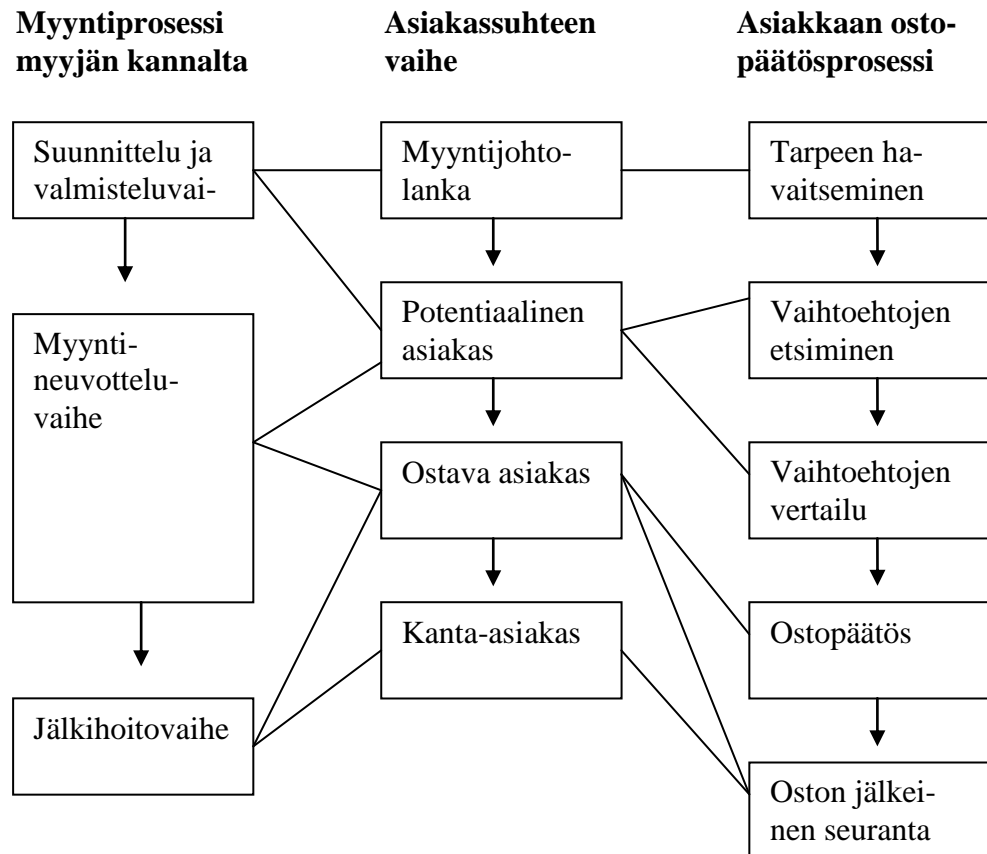 Myyntiprosessi
myyjän kannalta
Asiakassuhteen
vaihe
Asiakkaan osto-
päätösprosessi
Suunnittelu ja
valmisteluvai-
Myyntijohto-
lanka
Tarpeen ha-
vaitseminen
Myynti-
neuvottelu-
vaihe
Potentiaalinen
asiakas
Vaihtoehtojen
etsiminen
Ostava asiakas
Vaihtoehtojen
vertailu
Kanta-asiakas
Ostopäätös
Jälkihoitovaihe
Oston jälkei-
nen seuranta